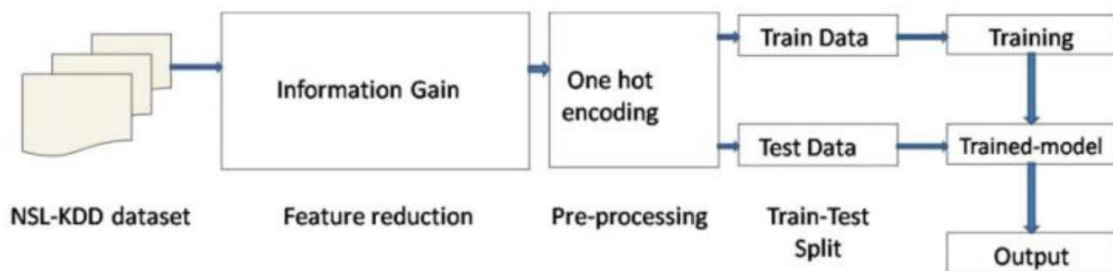 Train Data
Training
Information Gain
One hot
encoding
Test Data
Trained-model
NSL-KDD dataset
Feature reduction
Pre-processing
Train-Test
Split
Output